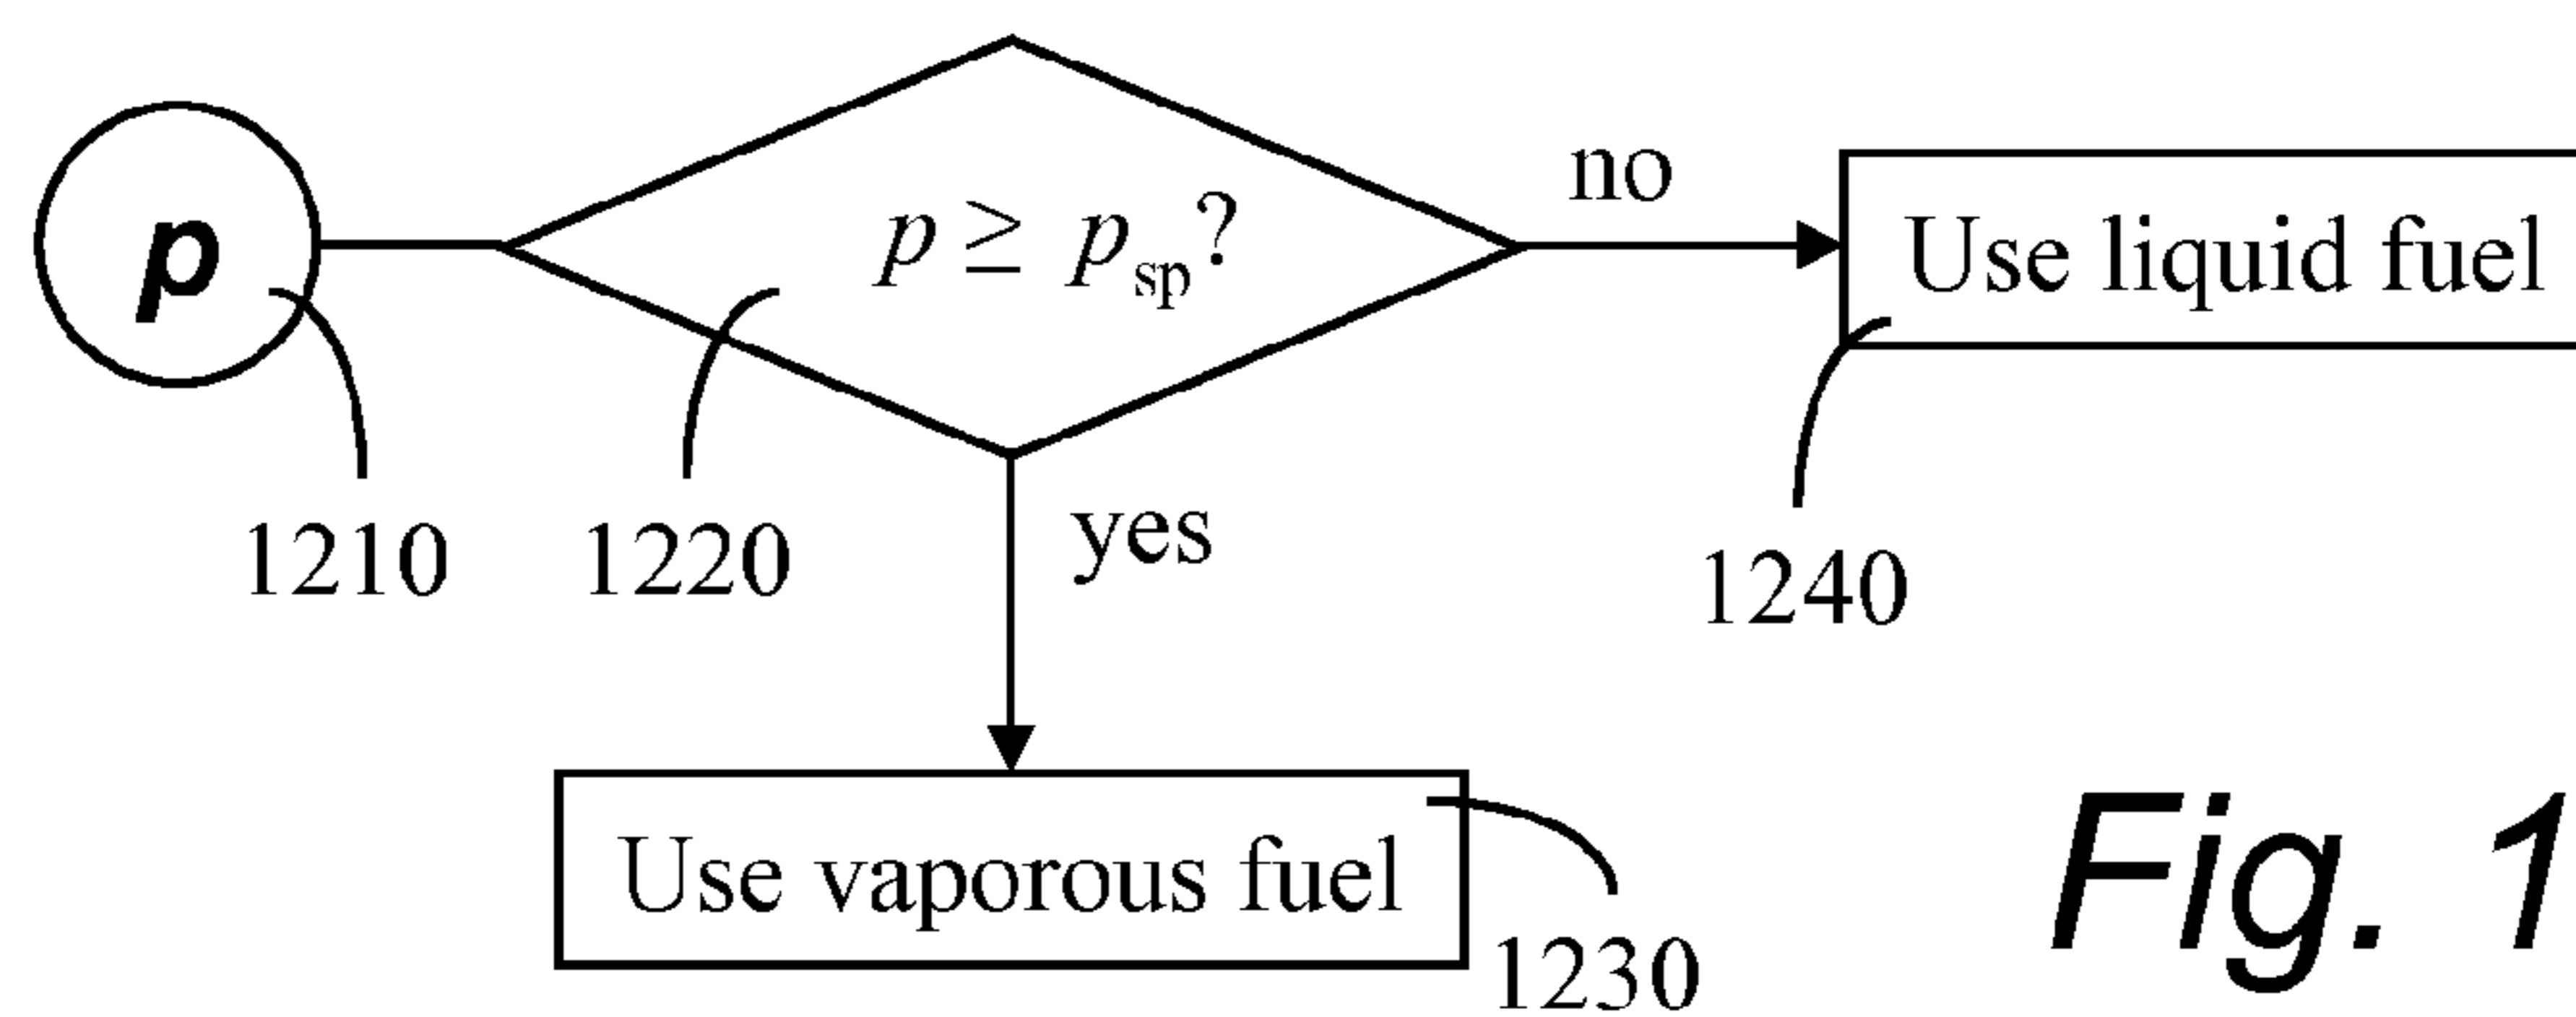 p
p ≥ psp?
no
Use liquid fuel
1210
1220
yes
1240
Use vaporous fuel
1230
Fig. 1